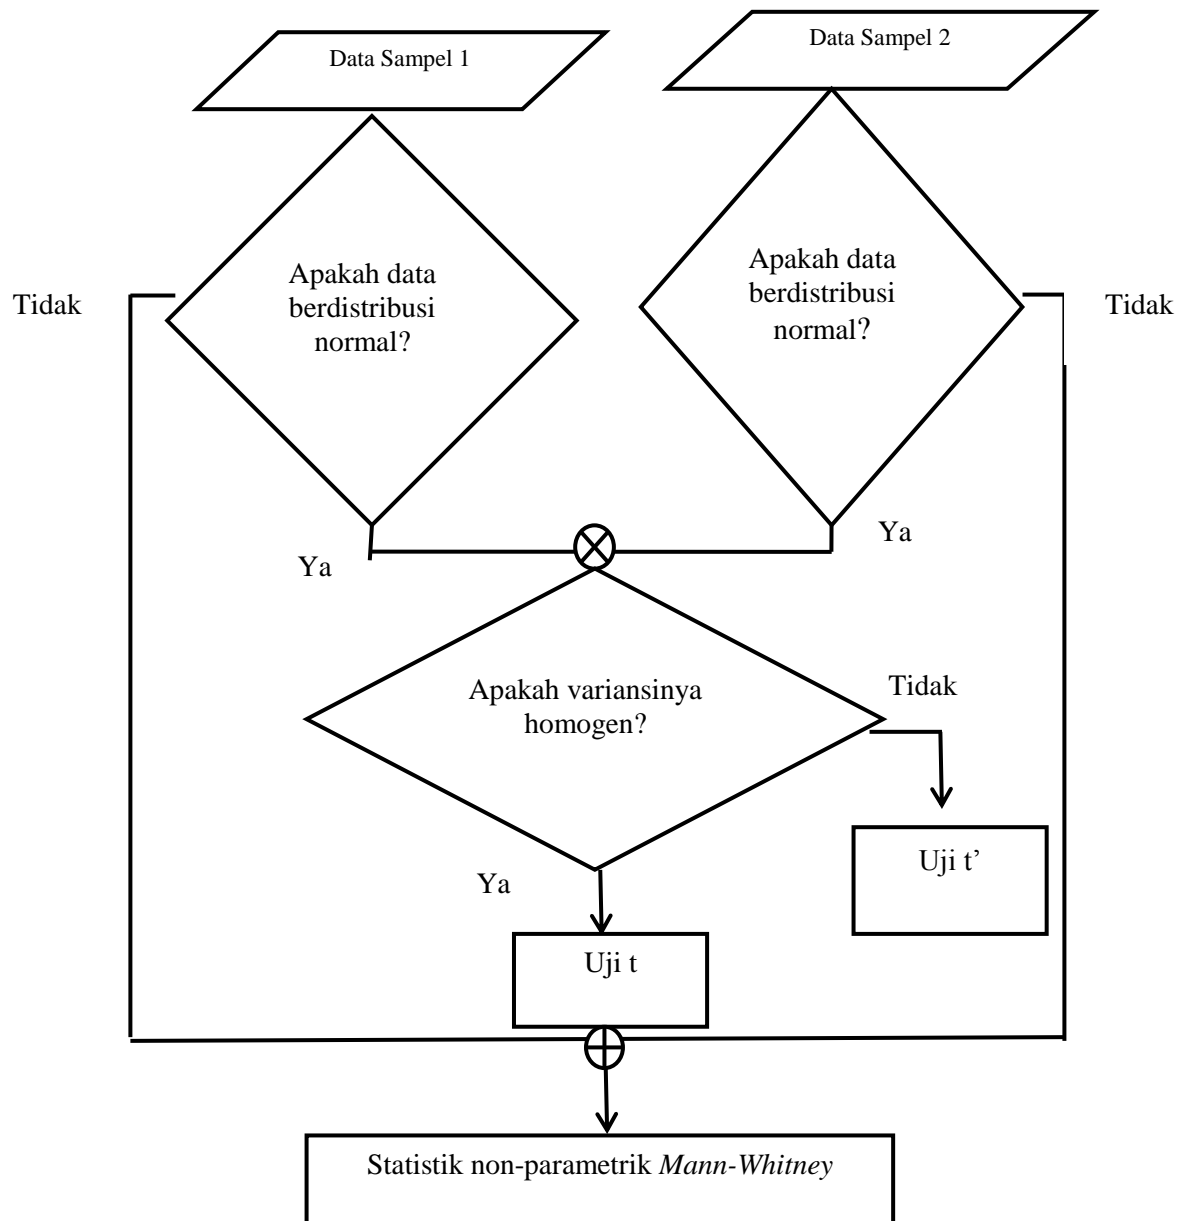 Data Sampel 1
Data Sampel 2
Apakah data
berdistribusi
normal?
Apakah data
berdistribusi
normal?
Tidak
Tidak
Ya
Ya
Apakah variansinya
homogen?
Tidak
Uji t’
Ya
Uji t
Statistik non-parametrik Mann-Whitney